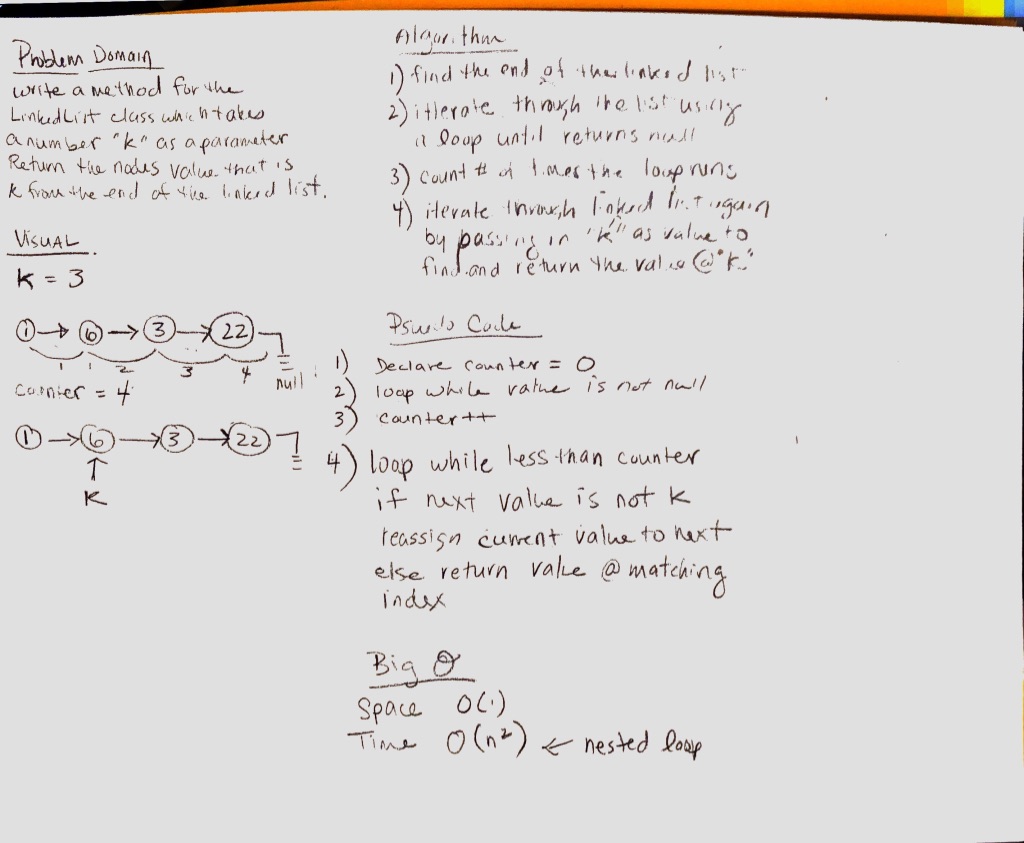 Problem Domain
write a method for the
LinkedList class which takes
a number "k" as a parameter
Return the nodes value that is
k from the end of the linked list.
VISUAL
K = 3
1 → 6 → 3 → 22
1 2 3 4 null
counter = 4
1 → 6 → 3 → 22
↑
K
Algorithm
1) find the end of the linked list
2) itterate through the list using
a loop until returns null
3) count # of times the loop runs
4) iterate through linked list again
by passing in "k" as value to
find and return the value @ "k"
Psuedo Code
1) Declare counter = 0
2) loop while value is not null
3) counter++
4) loop while less than counter
if next value is not k
reassign current value to next
else return value @ matching
index
Big O
Space O(1)
Time O(n²) ← nested loop